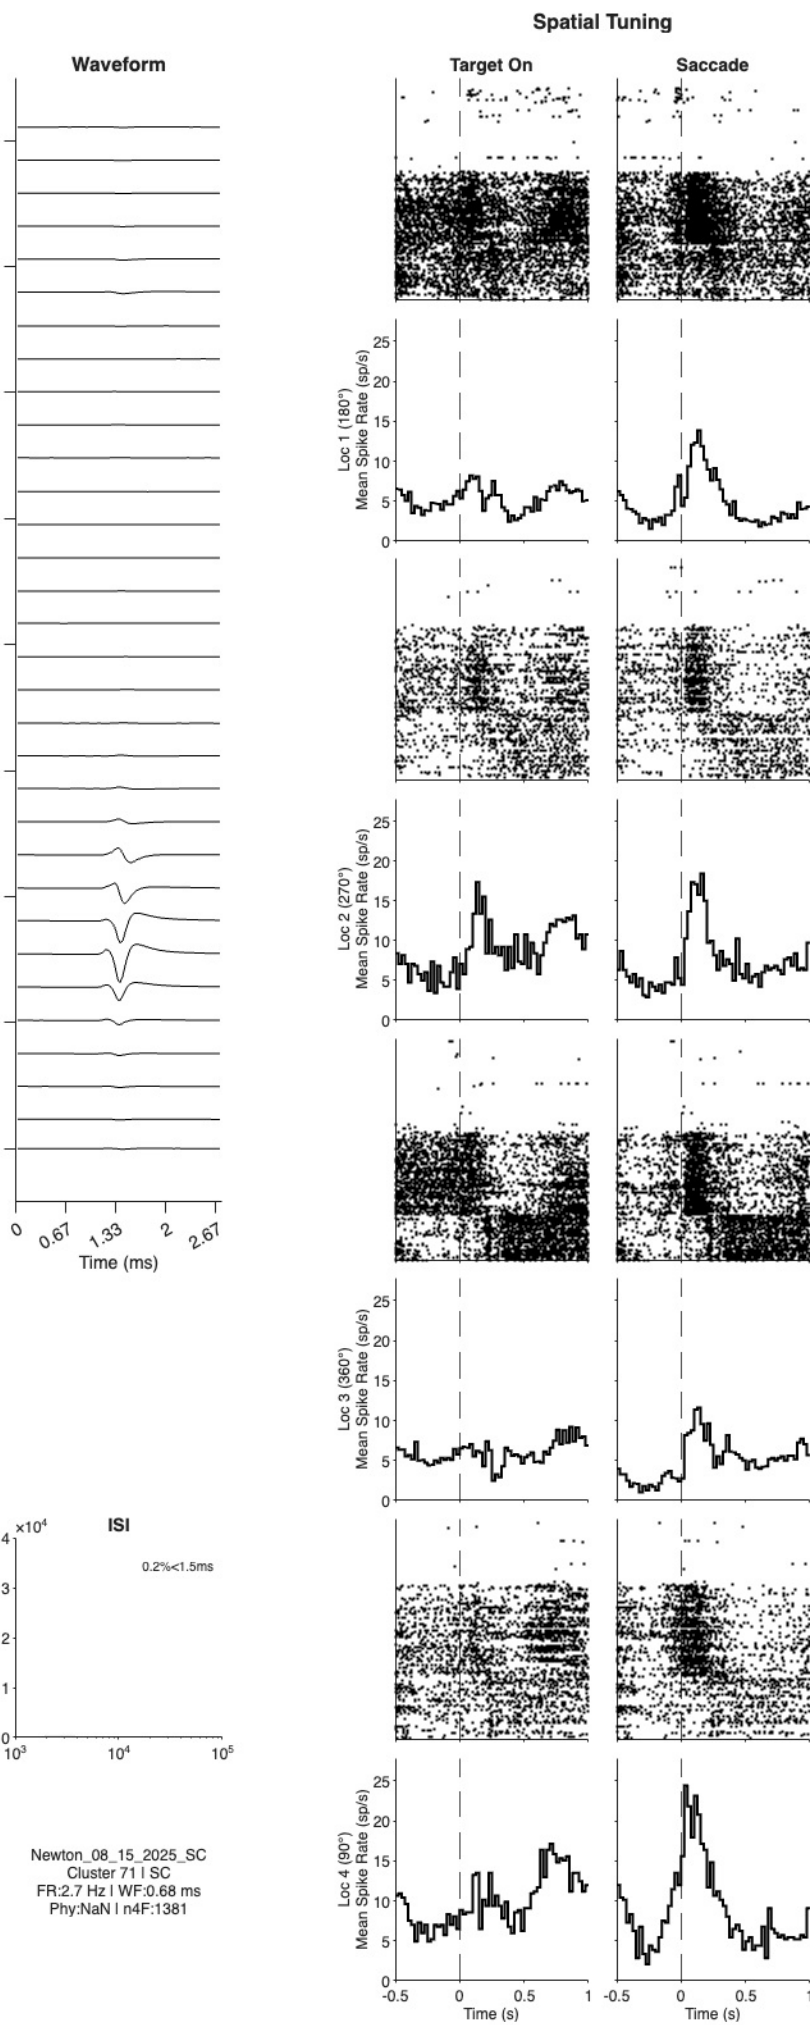 Spatial Tuning
Waveform
Target On
Saccade
25
20
15
10
5
0
Loc 1 (180°)
Mean Spike Rate (sp/s)
25
20
15
10
5
0
Loc 2 (270°)
Mean Spike Rate (sp/s)
0
0.67
1.33
2
2.67
Time (ms)
25
20
15
10
5
0
Loc 3 (360°)
Mean Spike Rate (sp/s)
ISI
×10⁴
4
3
2
1
0
0.2%<1.5ms
10³
10⁴
10⁵
25
20
15
10
5
0
Loc 4 (90°)
Mean Spike Rate (sp/s)
-0.5
0
0.5
1
Time (s)
-0.5
0
0.5
1
Time (s)
Newton_08_15_2025_SC
Cluster 71 | SC
FR:2.7 Hz | WF:0.68 ms
Phy:NaN | n4F:1381